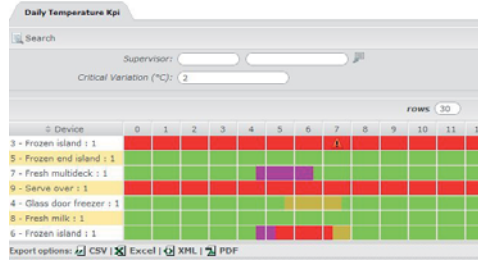 Daily Temperature Kpi
Search
Supervisor:
Critical Variation (°C): 2
rows 30
Device 0 1 2 3 4 5 6 7 8 9 10 11 1
3 - Frozen island : 1
5 - Frozen end island : 1
7 - Fresh multideck : 1
9 - Serve over : 1
4 - Glass door freezer : 1
8 - Fresh milk : 1
6 - Frozen island : 1
Export options: CSV | Excel | XML | PDF